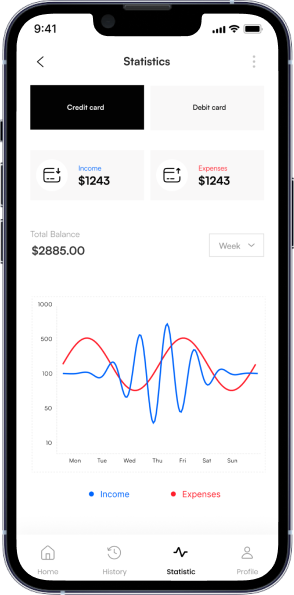 9:41
Statistics
Credit card
Debit card
Income
$1243
Expenses
$1243
Total Balance
$2885.00
Week
1000
500
100
50
10
Mon Tue Wed Thu Fri Sat Sun
Income
Expenses
Home
History
Statistic
Profile